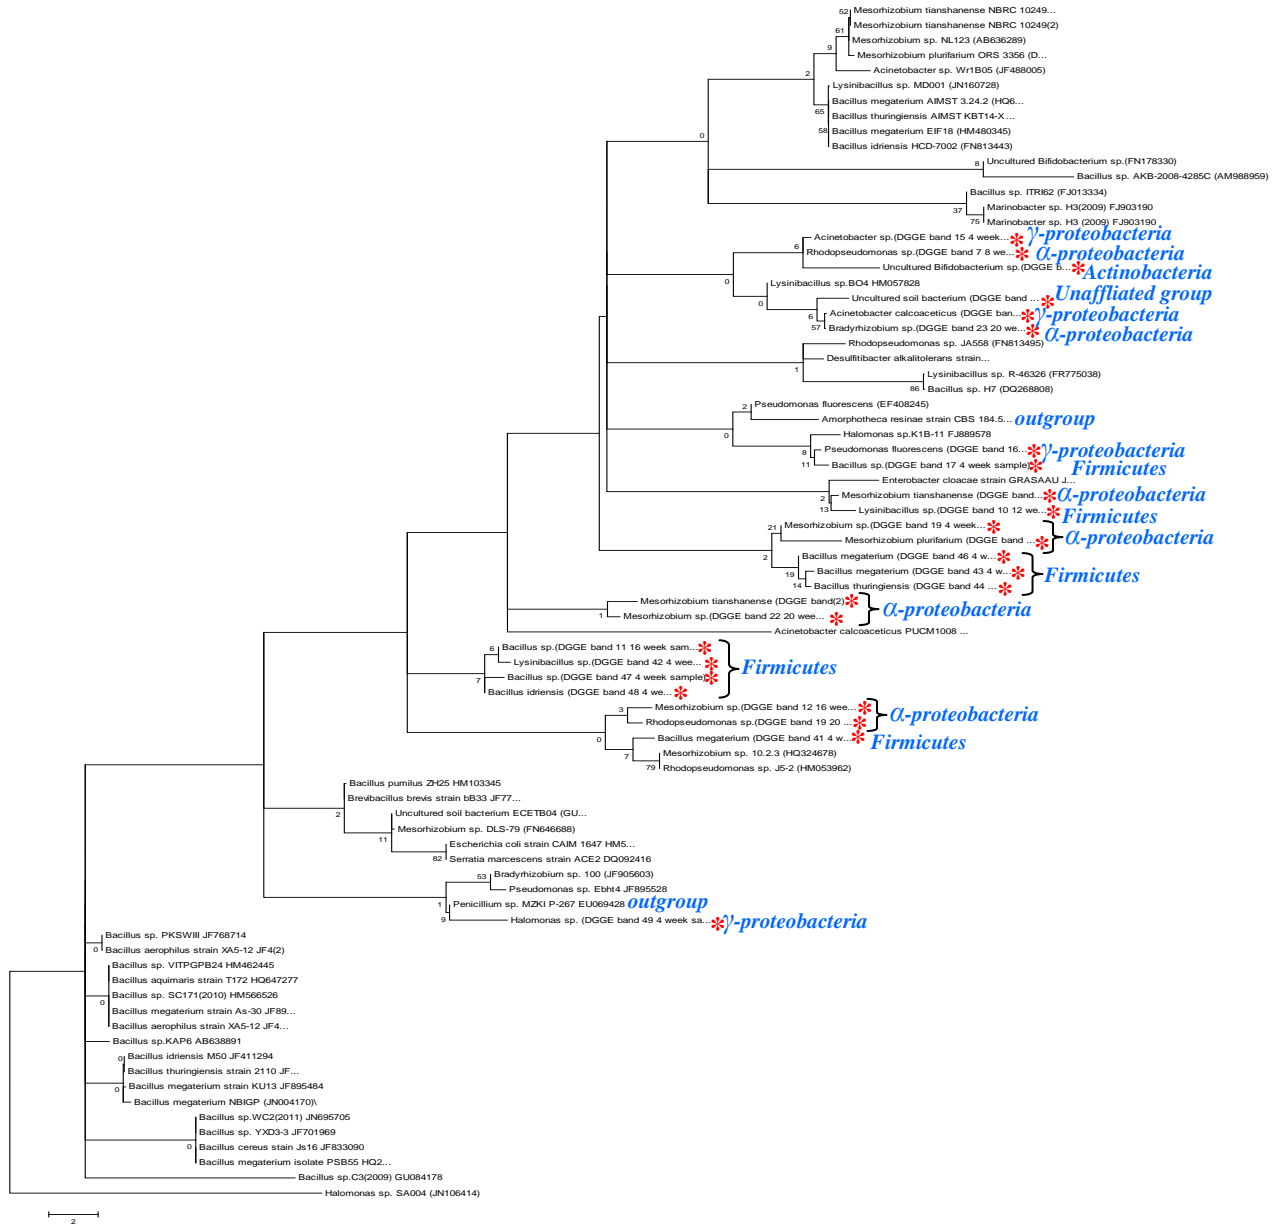 52
Mesorhizobium tianshanense NBRC 10249...
Mesorhizobium tianshanense NBRC 10249(2)
61
Mesorhizobium sp. NL123 (AB636289)
9
Mesorhizobium plurifarium ORS 3356 (D...
2
Acinetobacter sp. Wr1B05 (JF488005)
Lysinibacillus sp. MD001 (JN160728)
Bacillus megaterium AIMST 3.24.2 (HQ6...
65
Bacillus thuringiensis AIMST KBT14-X ...
58
Bacillus megaterium EIF18 (HM480345)
0
Bacillus idriensis HCD-7002 (FN813443)
8
Uncultured Bifidobacterium sp.(FN178330)
Bacillus sp. AKB-2008-4285C (AM988959)
Bacillus sp. ITRI62 (FJ013334)
37
Marinobacter sp. H3(2009) FJ903190
75
Marinobacter sp. H3 (2009) FJ903190
6
Acinetobacter sp.(DGGE band 15 4 week... * γ-proteobacteria
Rhodopseudomonas sp.(DGGE band 7 8 we... * α-proteobacteria
Uncultured Bifidobacterium sp.(DGGE b... * Actinobacteria
0
Lysinibacillus sp.BO4 HM057828
0
Uncultured soil bacterium (DGGE band ... * Unaffliated group
6
Acinetobacter calcoaceticus (DGGE ban... * γ-proteobacteria
57
Bradyrhizobium sp.(DGGE band 23 20 we... * α-proteobacteria
Rhodopseudomonas sp. JA558 (FN813495)
1
Desulfitibacter alkalitolerans strain...
Lysinibacillus sp. R-46326 (FR775038)
86
Bacillus sp. H7 (DQ268808)
2
Pseudomonas fluorescens (EF408245)
Amorphotheca resinae strain CBS 184.5... outgroup
0
Halomonas sp.K1B-11 FJ889578
8
Pseudomonas fluorescens (DGGE band 16... * γ-proteobacteria
11
Bacillus sp.(DGGE band 17 4 week sample) * Firmicutes
Enterobacter cloacae strain GRASAAU J...
2
Mesorhizobium tianshanense (DGGE band... * α-proteobacteria
13
Lysinibacillus sp.(DGGE band 10 12 we... * Firmicutes
21
Mesorhizobium sp.(DGGE band 19 4 week... *
Mesorhizobium plurifarium (DGGE band ... * α-proteobacteria
2
Bacillus megaterium (DGGE band 46 4 w... *
19
Bacillus megaterium (DGGE band 43 4 w... * Firmicutes
14
Bacillus thuringiensis (DGGE band 44 ... *
Mesorhizobium tianshanense (DGGE band(2) * α-proteobacteria
1
Mesorhizobium sp.(DGGE band 22 20 wee... *
Acinetobacter calcoaceticus PUCM1008 ...
6
Bacillus sp.(DGGE band 11 16 week sam... *
Lysinibacillus sp.(DGGE band 42 4 wee... * Firmicutes
7
Bacillus sp.(DGGE band 47 4 week sample) *
Bacillus idriensis (DGGE band 48 4 we... *
3
Mesorhizobium sp.(DGGE band 12 16 wee... * α-proteobacteria
Rhodopseudomonas sp.(DGGE band 19 20 ... *
0
Bacillus megaterium (DGGE band 41 4 w... * Firmicutes
7
Mesorhizobium sp. 10.2.3 (HQ324678)
79
Rhodopseudomonas sp. J5-2 (HM053962)
Bacillus pumilus ZH25 HM103345
Brevibacillus brevis strain bB33 JF77...
2
Uncultured soil bacterium ECETB04 (GU...
11
Mesorhizobium sp. DLS-79 (FN646688)
Escherichia coli strain CAIM 1647 HM5...
82
Serratia marcescens strain ACE2 DQ092416
53
Bradyrhizobium sp. 100 (JF905603)
Pseudomonas sp. Ebht4 JF895528
1
Penicillium sp. MZKI P-267 EU069428 outgroup
9
Halomonas sp. (DGGE band 49 4 week sa... * γ-proteobacteria
Bacillus sp. PKSWIII JF768714
0
Bacillus aerophilus strain XA5-12 JF4(2)
Bacillus sp. VITPGPB24 HM462445
Bacillus aquimaris strain T172 HQ647277
Bacillus sp. SC171(2010) HM566526
0
Bacillus megaterium strain As-30 JF89...
Bacillus aerophilus strain XA5-12 JF4...
Bacillus sp.KAP6 AB638891
0
Bacillus idriensis M50 JF411294
Bacillus thuringiensis strain 2110 JF...
0
Bacillus megaterium strain KU13 JF895484
Bacillus megaterium NBIGP (JN004170)\
Bacillus sp.WC2(2011) JN695705
Bacillus sp. YXD3-3 JF701969
0
Bacillus cereus stain Js16 JF833090
Bacillus megaterium isolate PSB55 HQ2...
Bacillus sp.C3(2009) GU084178
Halomonas sp. SA004 (JN106414)
2